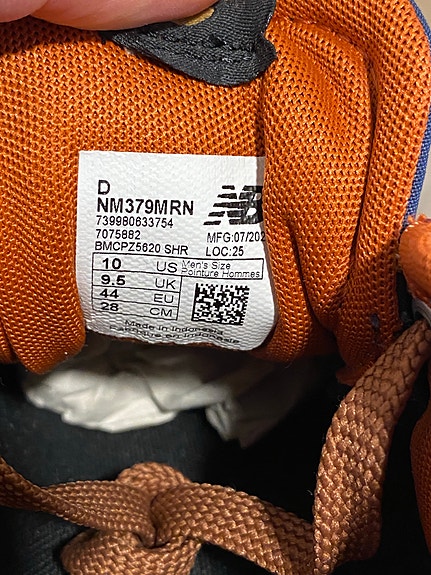 D
NM379MRN
NB
739980633754
7075882
MFG:07/202
BMCPZ5620 SHR
LOC:25
10 US Men's Size
Pointure Hommes
9.5 UK
44 EU
28 CM
Made in Indonesia
Fabriqué en Indonésie